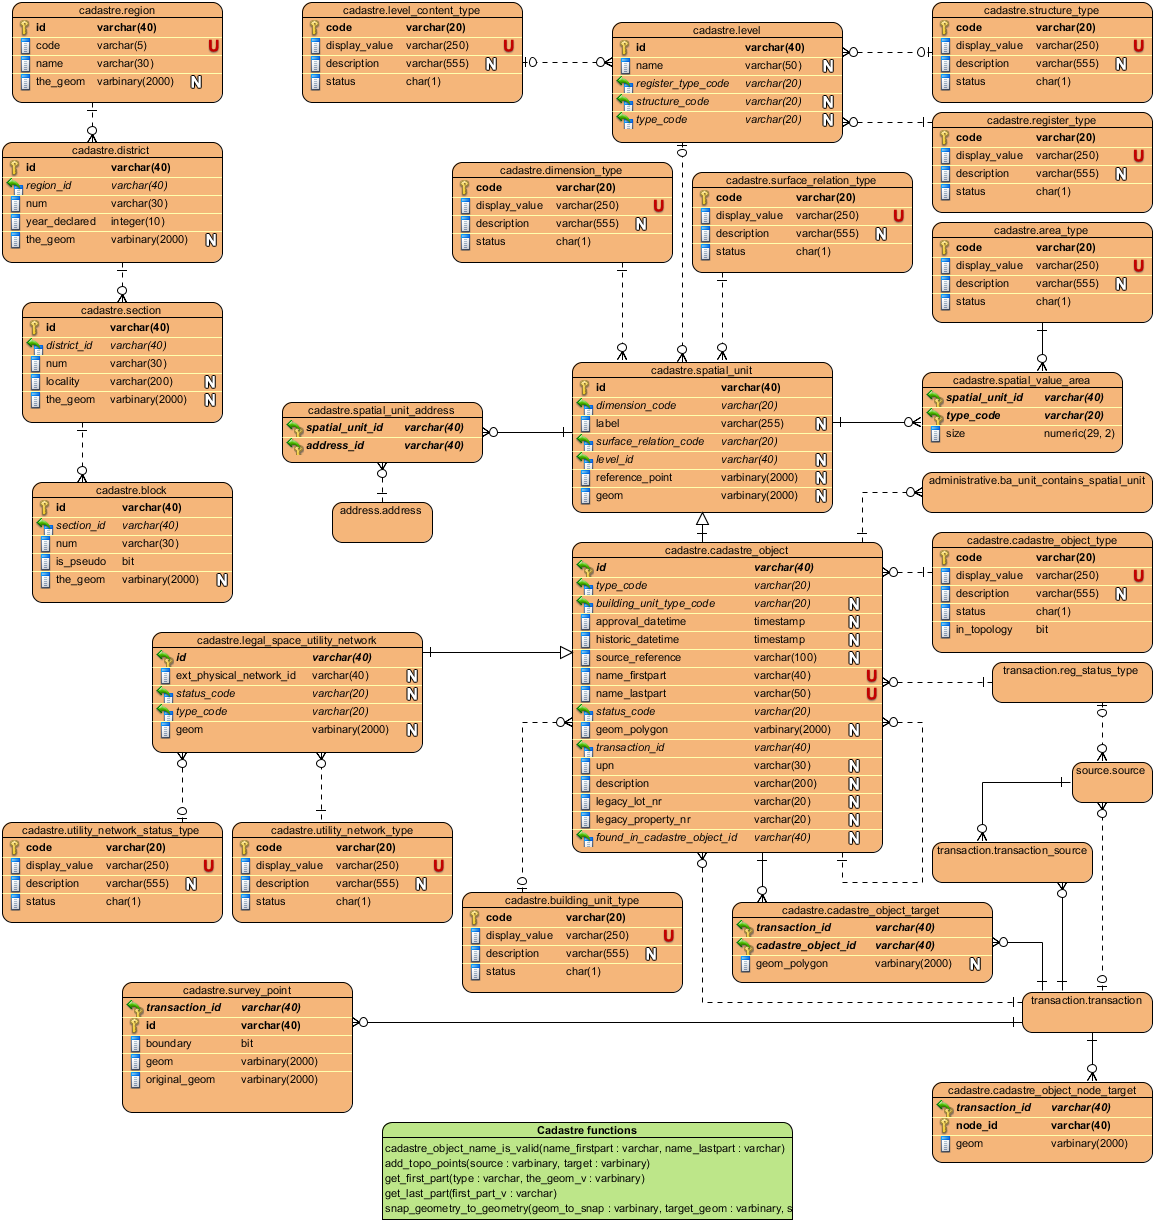 cadastre.region
id varchar(40)
code varchar(5) U
name varchar(30)
the_geom varbinary(2000) N
cadastre.level_content_type
code varchar(20)
display_value varchar(250) U
description varchar(555) N
status char(1)
cadastre.level
id varchar(40)
name varchar(50) N
register_type_code varchar(20)
structure_code varchar(20) N
type_code varchar(20) N
cadastre.structure_type
code varchar(20)
display_value varchar(250) U
description varchar(555) N
status char(1)
cadastre.register_type
code varchar(20)
display_value varchar(250) U
description varchar(555) N
status char(1)
cadastre.district
id varchar(40)
region_id varchar(40)
num varchar(30)
year_declared integer(10)
the_geom varbinary(2000) N
cadastre.dimension_type
code varchar(20)
display_value varchar(250) U
description varchar(555) N
status char(1)
cadastre.surface_relation_type
code varchar(20)
display_value varchar(250) U
description varchar(555) N
status char(1)
cadastre.area_type
code varchar(20)
display_value varchar(250) U
description varchar(555) N
status char(1)
cadastre.section
id varchar(40)
district_id varchar(40)
num varchar(30)
locality varchar(200) N
the_geom varbinary(2000) N
cadastre.spatial_unit
id varchar(40)
dimension_code varchar(20)
label varchar(255) N
surface_relation_code varchar(20)
level_id varchar(40) N
reference_point varbinary(2000) N
geom varbinary(2000) N
cadastre.spatial_value_area
spatial_unit_id varchar(40)
type_code varchar(20)
size numeric(29, 2)
cadastre.spatial_unit_address
spatial_unit_id varchar(40)
address_id varchar(40)
address.address
administrative.ba_unit_contains_spatial_unit
cadastre.block
id varchar(40)
section_id varchar(40)
num varchar(30)
is_pseudo bit
the_geom varbinary(2000) N
cadastre.cadastre_object
id varchar(40)
type_code varchar(20)
building_unit_type_code varchar(20) N
approval_datetime timestamp N
historic_datetime timestamp N
source_reference varchar(100) N
name_firstpart varchar(40) U
name_lastpart varchar(50) U
status_code varchar(20)
geom_polygon varbinary(2000) N
transaction_id varchar(40)
upn varchar(30) N
description varchar(200) N
legacy_lot_nr varchar(20) N
legacy_property_nr varchar(20) N
found_in_cadastre_object_id varchar(40) N
cadastre.cadastre_object_type
code varchar(20)
display_value varchar(250) U
description varchar(555) N
status char(1)
in_topology bit
cadastre.legal_space_utility_network
id varchar(40)
ext_physical_network_id varchar(40) N
status_code varchar(20) N
type_code varchar(20)
geom varbinary(2000) N
transaction.reg_status_type
source.source
transaction.transaction_source
cadastre.utility_network_status_type
code varchar(20)
display_value varchar(250) U
description varchar(555) N
status char(1)
cadastre.utility_network_type
code varchar(20)
display_value varchar(250) U
description varchar(555) N
status char(1)
cadastre.building_unit_type
code varchar(20)
display_value varchar(250) U
description varchar(555) N
status char(1)
cadastre.cadastre_object_target
transaction_id varchar(40)
cadastre_object_id varchar(40)
geom_polygon varbinary(2000) N
transaction.transaction
cadastre.survey_point
transaction_id varchar(40)
id varchar(40)
boundary bit
geom varbinary(2000)
original_geom varbinary(2000)
cadastre.cadastre_object_node_target
transaction_id varchar(40)
node_id varchar(40)
geom varbinary(2000)
Cadastre functions
cadastre_object_name_is_valid(name_firstpart : varchar, name_lastpart : varchar)
add_topo_points(source : varbinary, target : varbinary)
get_first_part(type : varchar, the_geom_v : varbinary)
get_last_part(first_part_v : varchar)
snap_geometry_to_geometry(geom_to_snap : varbinary, target_geom : varbinary, s